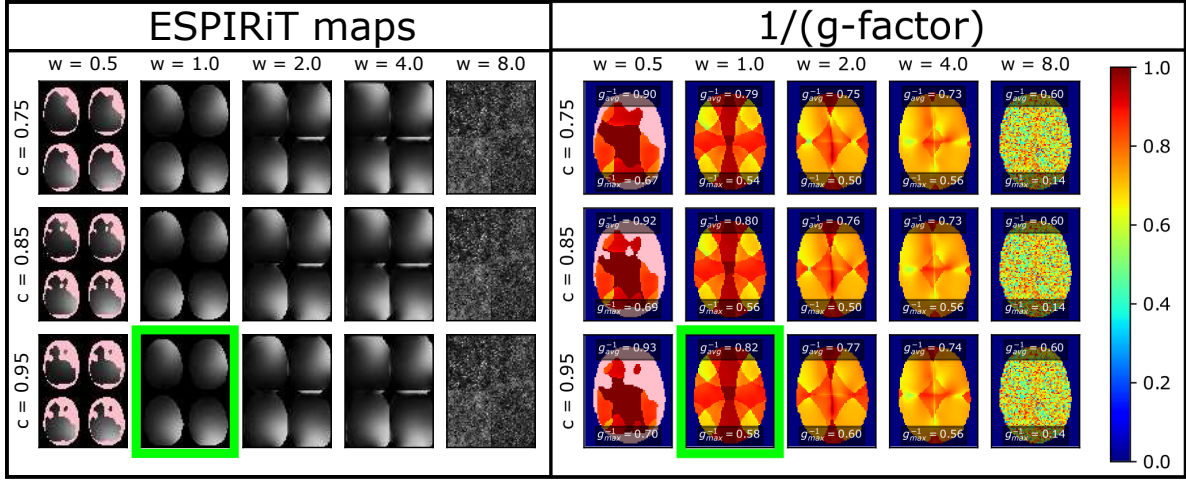 ESPIRiT maps
1/(g-factor)
w = 0.5 w = 1.0 w = 2.0 w = 4.0 w = 8.0
w = 0.5 w = 1.0 w = 2.0 w = 4.0 w = 8.0
c = 0.75
c = 0.85
c = 0.95
g⁻¹avg = 0.90 g⁻¹avg = 0.79 g⁻¹avg = 0.75 g⁻¹avg = 0.73 g⁻¹avg = 0.60
c = 0.75
g⁻¹max = 0.67 g⁻¹max = 0.54 g⁻¹max = 0.50 g⁻¹max = 0.56 g⁻¹max = 0.14
g⁻¹avg = 0.92 g⁻¹avg = 0.80 g⁻¹avg = 0.76 g⁻¹avg = 0.73 g⁻¹avg = 0.60
c = 0.85
g⁻¹max = 0.69 g⁻¹max = 0.56 g⁻¹max = 0.50 g⁻¹max = 0.56 g⁻¹max = 0.14
g⁻¹avg = 0.93 g⁻¹avg = 0.82 g⁻¹avg = 0.77 g⁻¹avg = 0.74 g⁻¹avg = 0.60
c = 0.95
g⁻¹max = 0.70 g⁻¹max = 0.58 g⁻¹max = 0.60 g⁻¹max = 0.56 g⁻¹max = 0.14
1.0
0.8
0.6
0.4
0.2
0.0